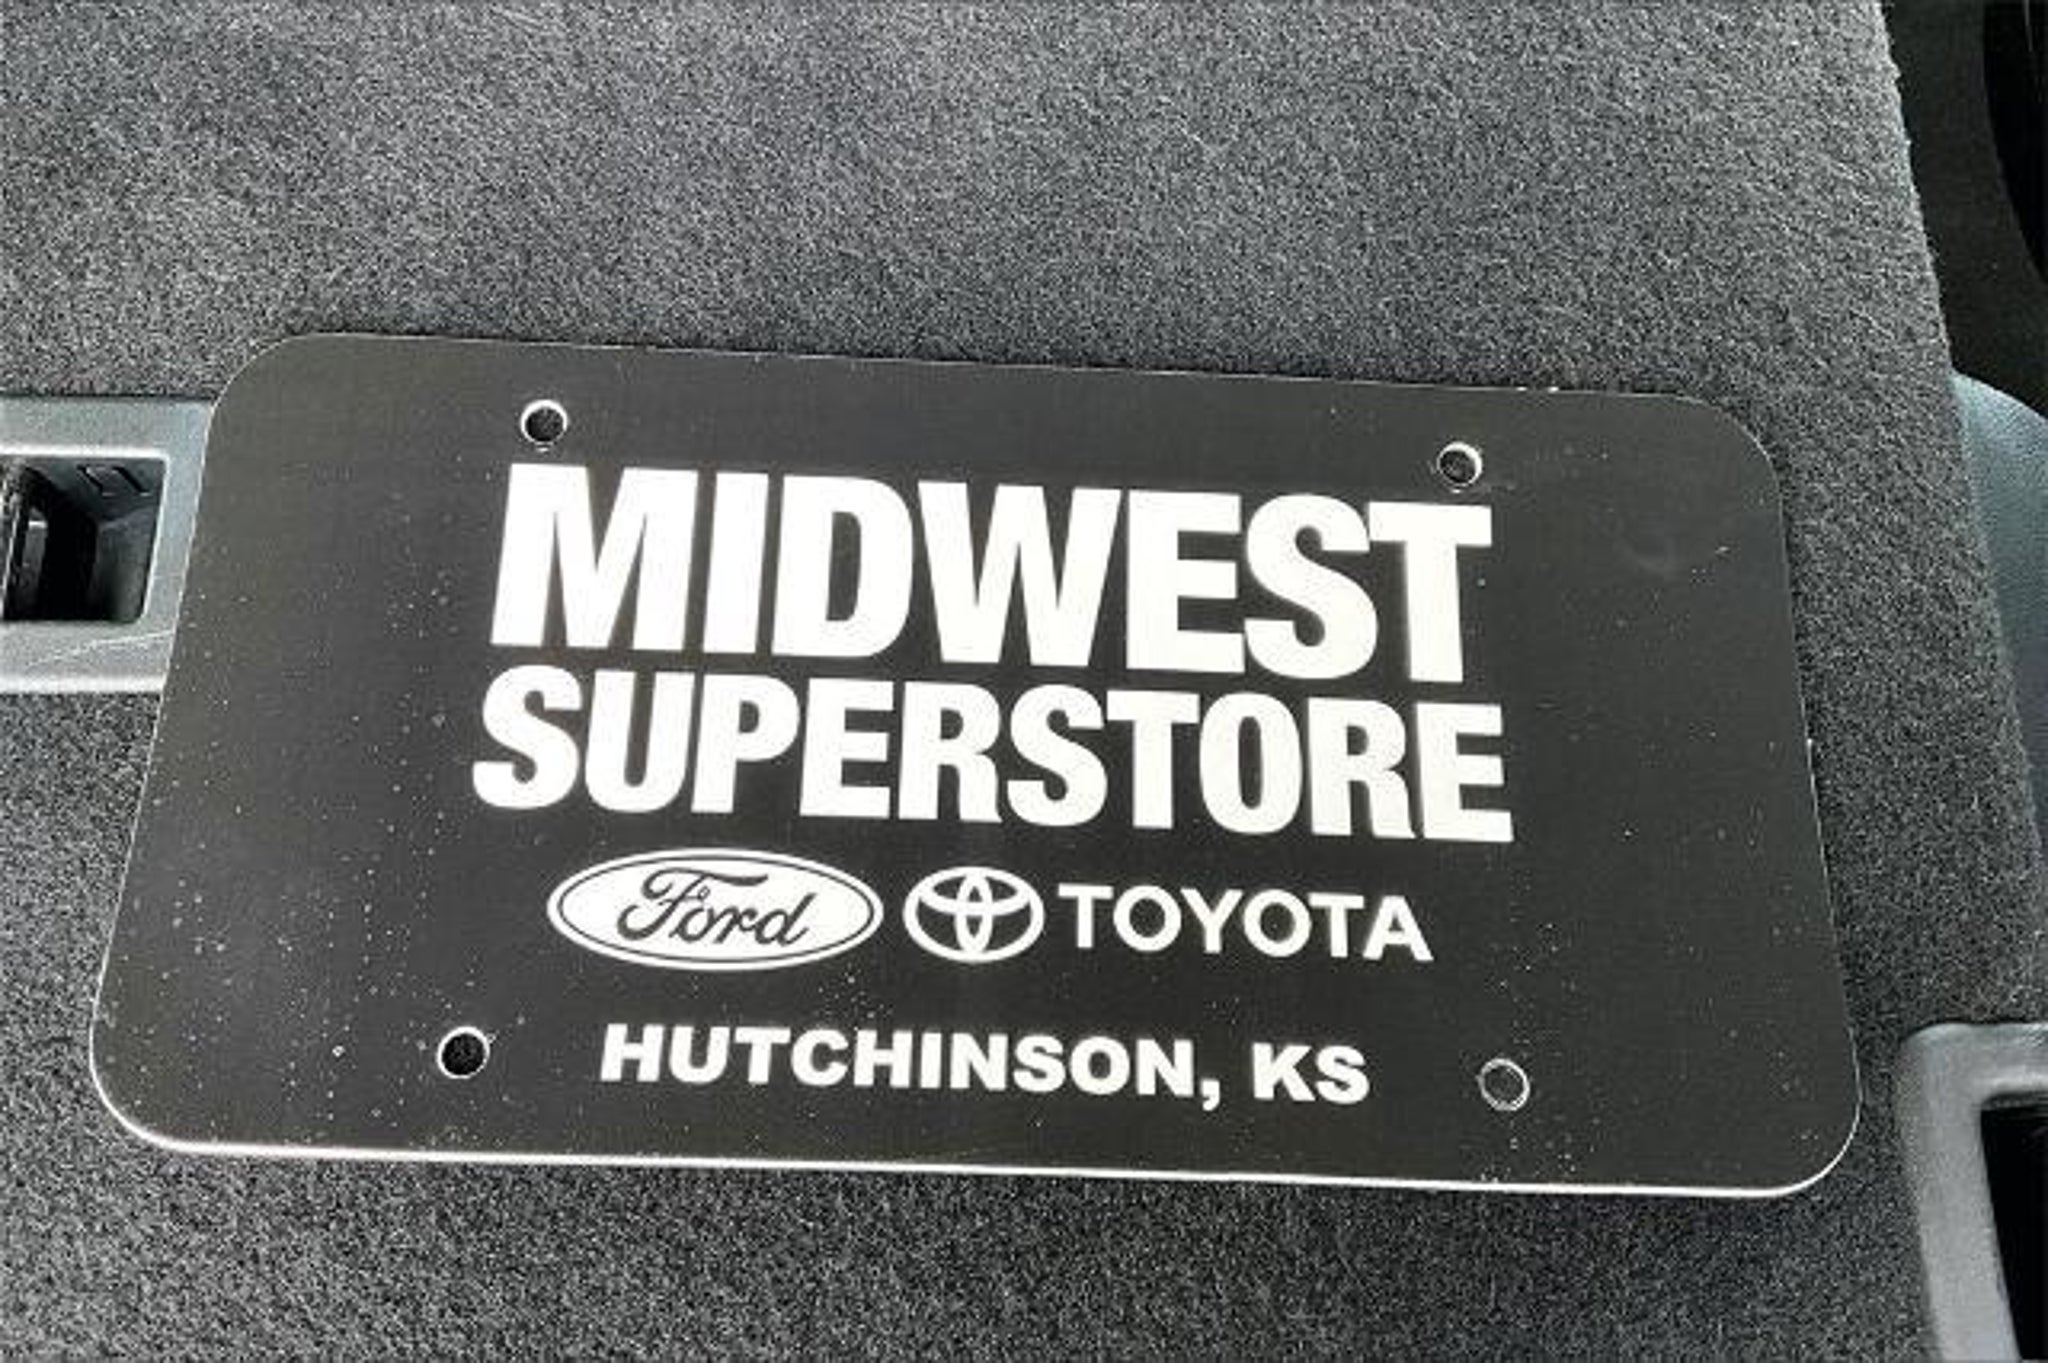 MIDWEST
SUPERSTORE
Ford TOYOTA
HUTCHINSON, KS